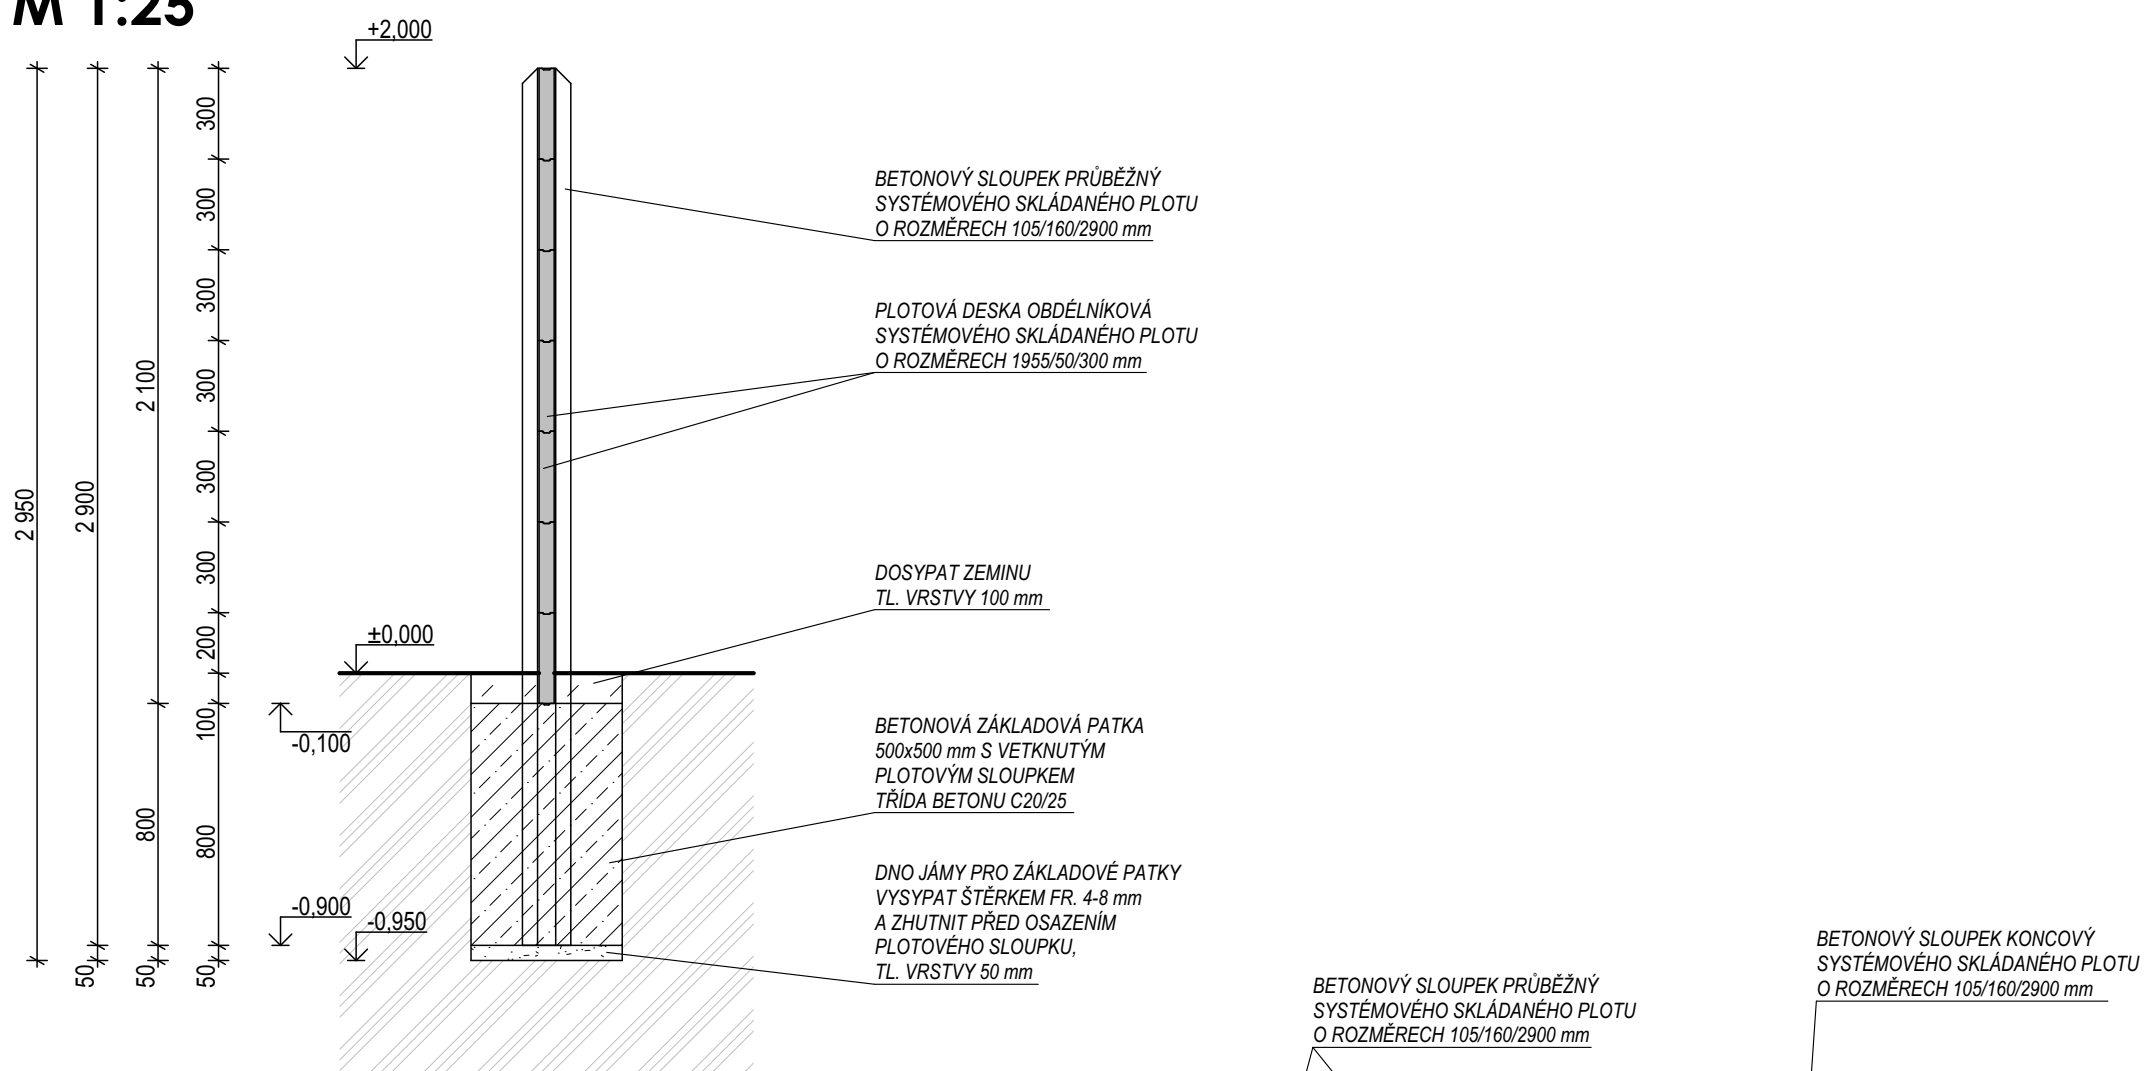 M 1:25
+2,000
300
300
300
300
300
300
200
100
800
50
2 100
800
50
2 900
50
2 950
±0,000
-0,100
-0,900
-0,950
BETONOVÝ SLOUPEK PRŮBĚŽNÝ
SYSTÉMOVÉHO SKLÁDANÉHO PLOTU
O ROZMĚRECH 105/160/2900 mm
PLOTOVÁ DESKA OBDÉLNÍKOVÁ
SYSTÉMOVÉHO SKLÁDANÉHO PLOTU
O ROZMĚRECH 1955/50/300 mm
DOSYPAT ZEMINU
TL. VRSTVY 100 mm
BETONOVÁ ZÁKLADOVÁ PATKA
500x500 mm S VETKNUTÝM
PLOTOVÝM SLOUPKEM
TŘÍDA BETONU C20/25
DNO JÁMY PRO ZÁKLADOVÉ PATKY
VYSYPAT ŠTĚRKEM FR. 4-8 mm
A ZHUTNIT PŘED OSAZENÍM
PLOTOVÉHO SLOUPKU,
TL. VRSTVY 50 mm
BETONOVÝ SLOUPEK PRŮBĚŽNÝ
SYSTÉMOVÉHO SKLÁDANÉHO PLOTU
O ROZMĚRECH 105/160/2900 mm
BETONOVÝ SLOUPEK KONCOVÝ
SYSTÉMOVÉHO SKLÁDANÉHO PLOTU
O ROZMĚRECH 105/160/2900 mm